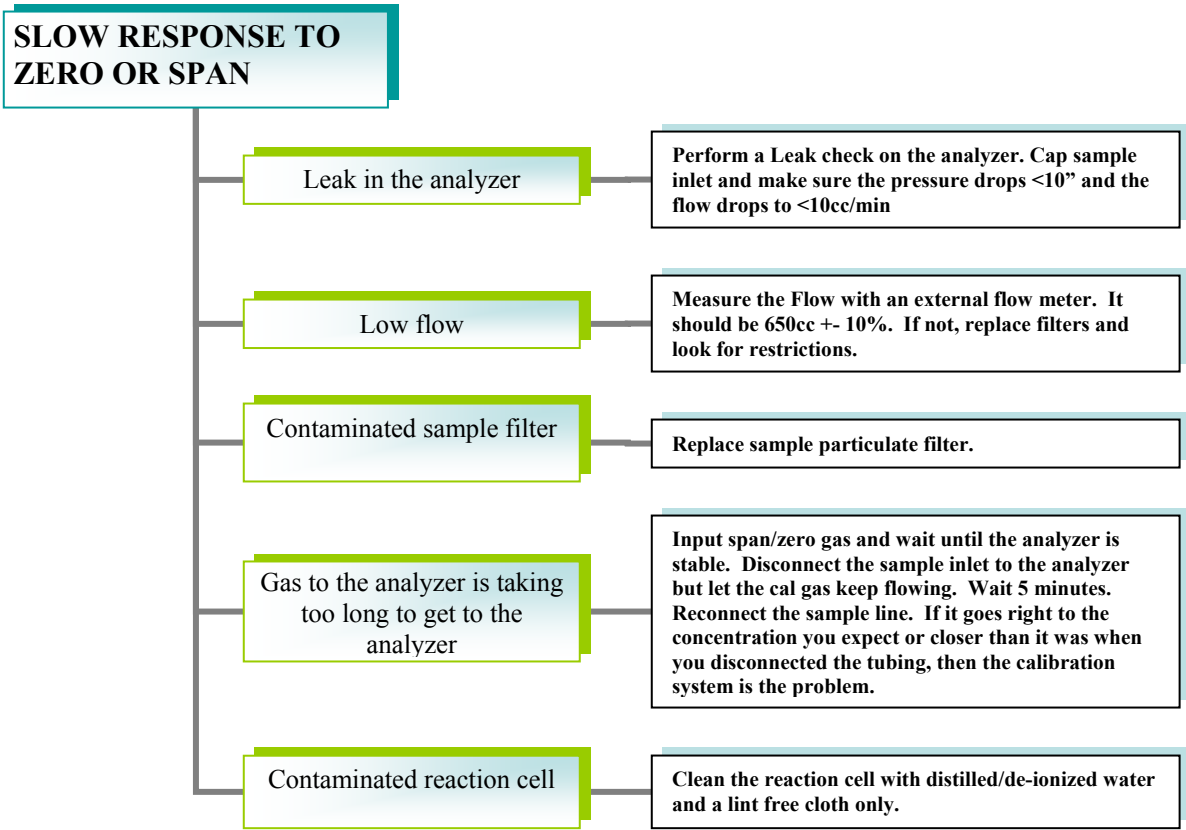 SLOW RESPONSE TO
ZERO OR SPAN
Leak in the analyzer
Perform a Leak check on the analyzer. Cap sample
inlet and make sure the pressure drops <10” and the
flow drops to <10cc/min
Low flow
Measure the Flow with an external flow meter.  It
should be 650cc +- 10%.  If not, replace filters and
look for restrictions.
Contaminated sample filter
Replace sample particulate filter.
Gas to the analyzer is taking
too long to get to the
analyzer
Input span/zero gas and wait until the analyzer is
stable.  Disconnect the sample inlet to the analyzer
but let the cal gas keep flowing.  Wait 5 minutes.
Reconnect the sample line.  If it goes right to the
concentration you expect or closer than it was when
you disconnected the tubing, then the calibration
system is the problem.
Contaminated reaction cell
Clean the reaction cell with distilled/de-ionized water
and a lint free cloth only.